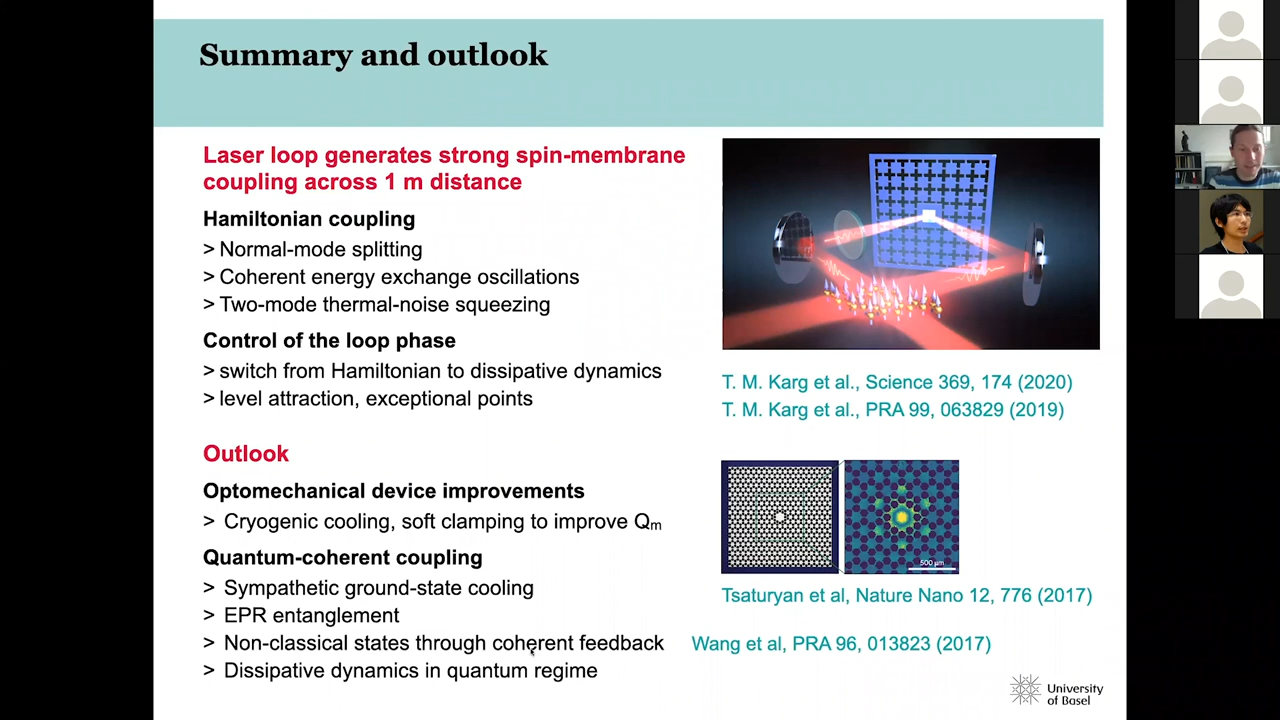 Summary and outlook
Laser loop generates strong spin-membrane
coupling across 1 m distance
Hamiltonian coupling
> Normal-mode splitting
> Coherent energy exchange oscillations
> Two-mode thermal-noise squeezing
Control of the loop phase
> switch from Hamiltonian to dissipative dynamics
> level attraction, exceptional points
T. M. Karg et al., Science 369, 174 (2020)
T. M. Karg et al., PRA 99, 063829 (2019)
Outlook
Optomechanical device improvements
> Cryogenic cooling, soft clamping to improve Qm
Quantum-coherent coupling
> Sympathetic ground-state cooling
> EPR entanglement
> Non-classical states through coherent feedback
> Dissipative dynamics in quantum regime
500 µm
Tsaturyan et al, Nature Nano 12, 776 (2017)
Wang et al, PRA 96, 013823 (2017)
University
of Basel